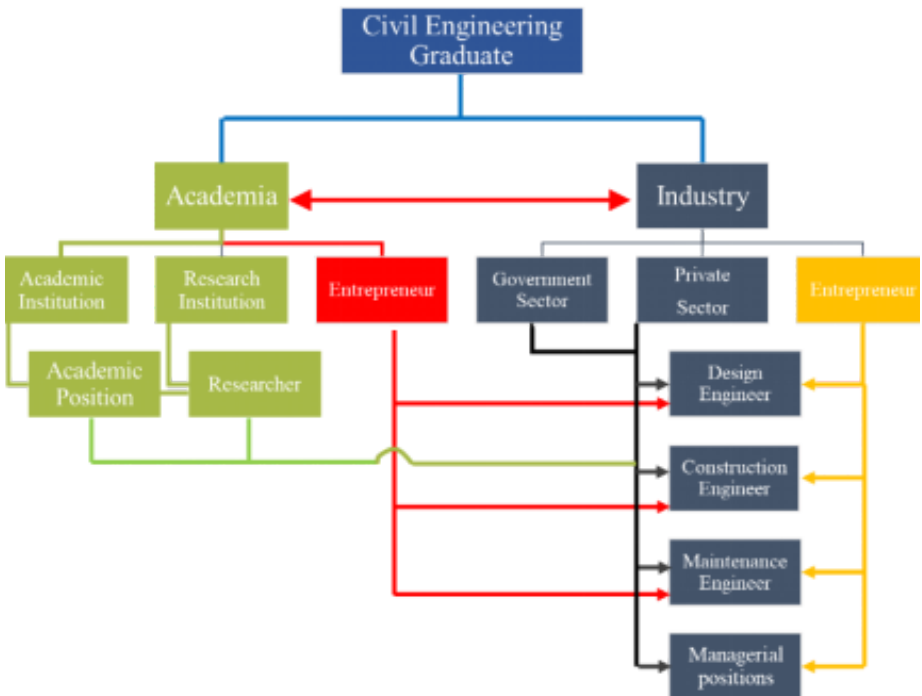 Civil Engineering
Graduate
Academia
Industry
Academic
Institution
Research
Institution
Entrepreneur
Government
Sector
Private
Sector
Entrepreneur
Academic
Position
Researcher
Design
Engineer
Construction
Engineer
Maintenance
Engineer
Managerial
positions